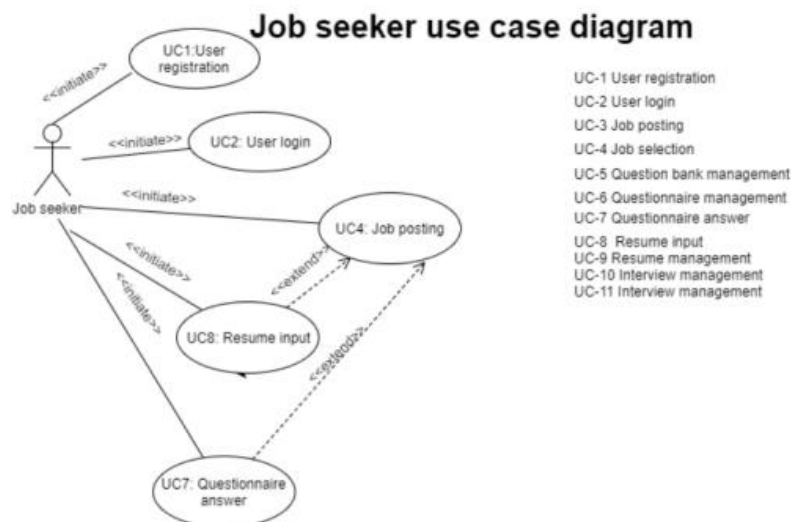 Job seeker use case diagram
UC1:User
registration
<<initiate>>
<<initiate>>
UC2: User login
Job seeker
<<initiate>>
UC4: Job posting
<<initiate>>
<<extend>>
<<initiate>>
UC8: Resume input
<<extend>>
UC7: Questionnaire
answer
UC-1 User registration
UC-2 User login
UC-3 Job posting
UC-4 Job selection
UC-5 Question bank management
UC-6 Questionnaire management
UC-7 Questionnaire answer
UC-8 Resume input
UC-9 Resume management
UC-10 Interview management
UC-11 Interview management